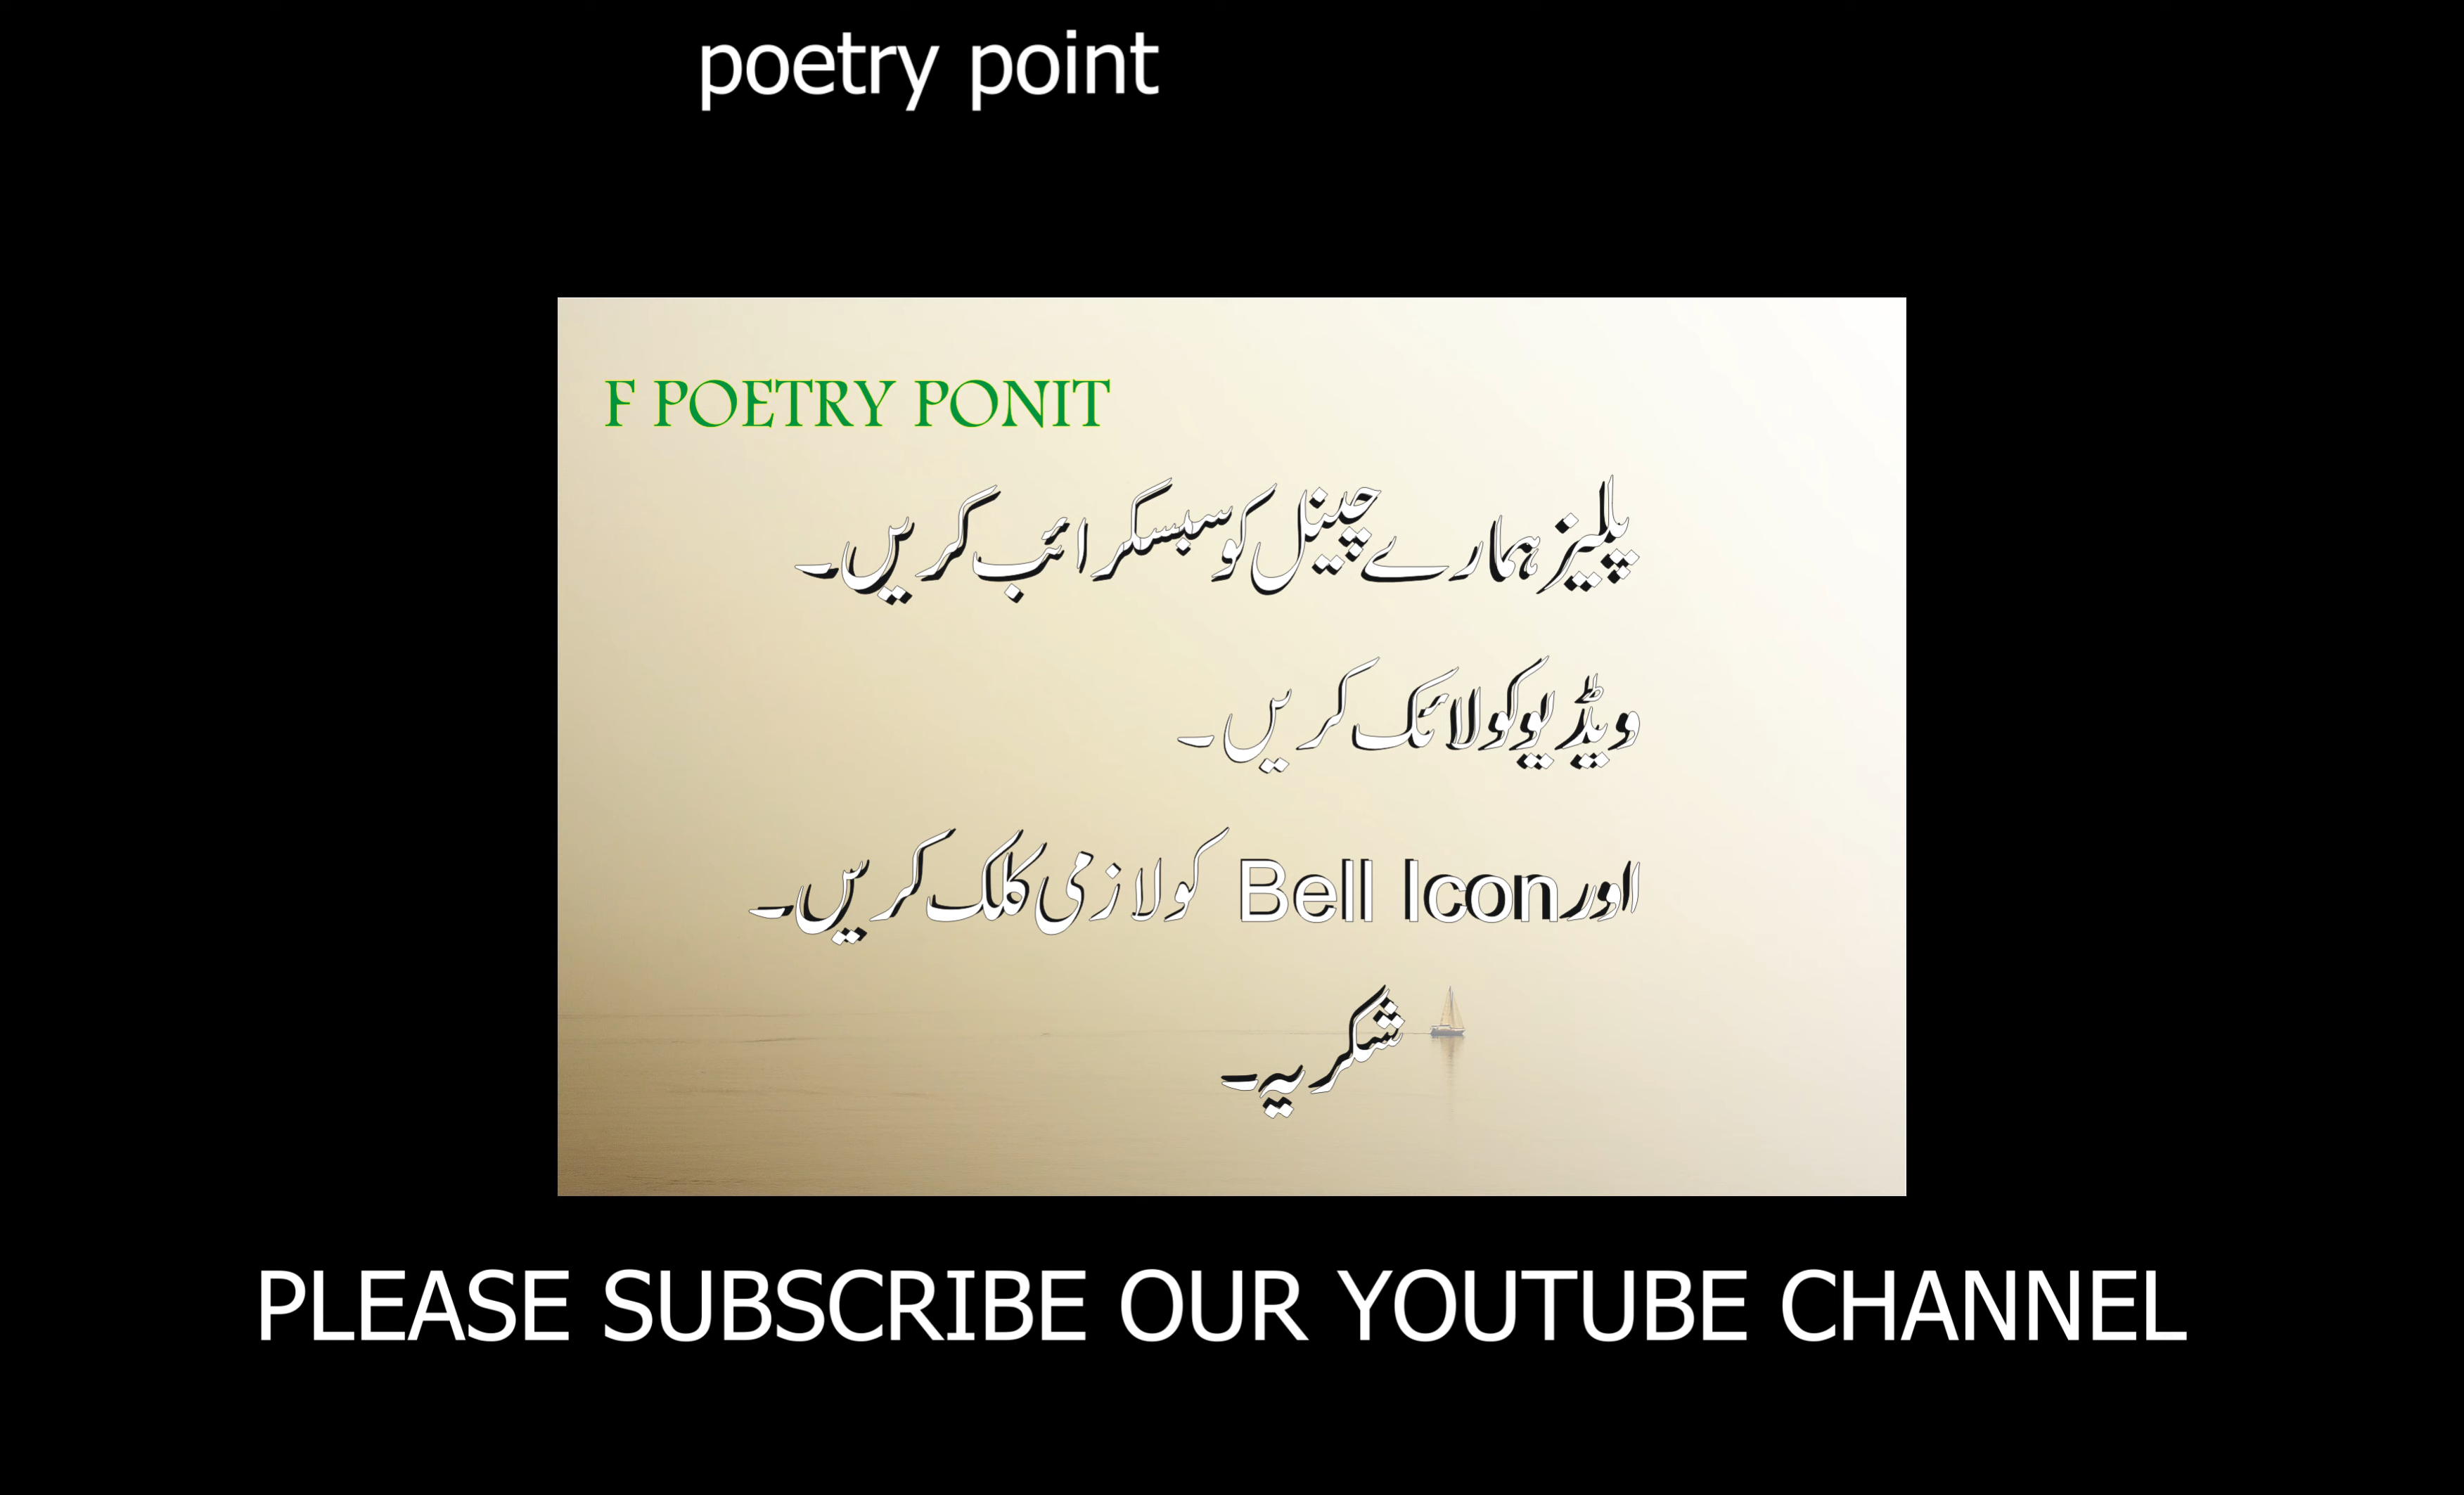 poetry point
F POETRY PONIT
پلیز ہمارے چینل کو سبسکرائب کریں۔
ویڈیو کو لائک کریں۔
اور Bell Icon کو لازمی کلک کریں۔
شکریہ۔
PLEASE SUBSCRIBE OUR YOUTUBE CHANNEL